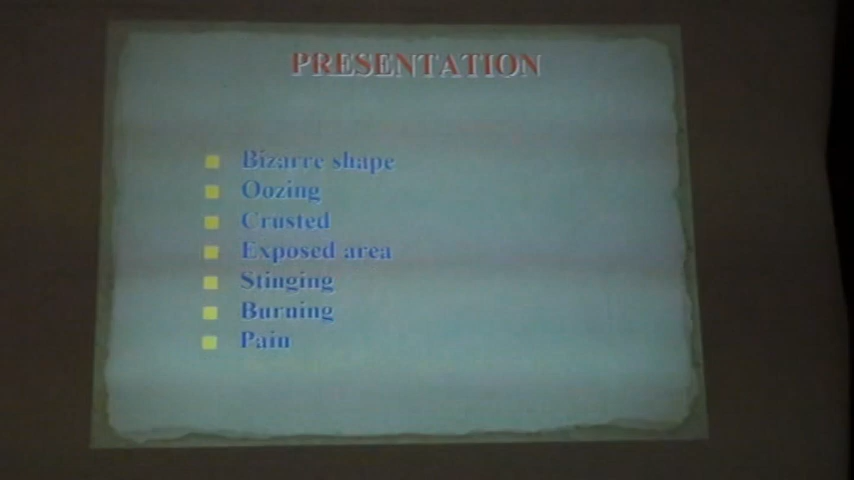 PRESENTATION
Bizarre shape
Oozing
Crusted
Exposed area
Stinging
Burning
Pain